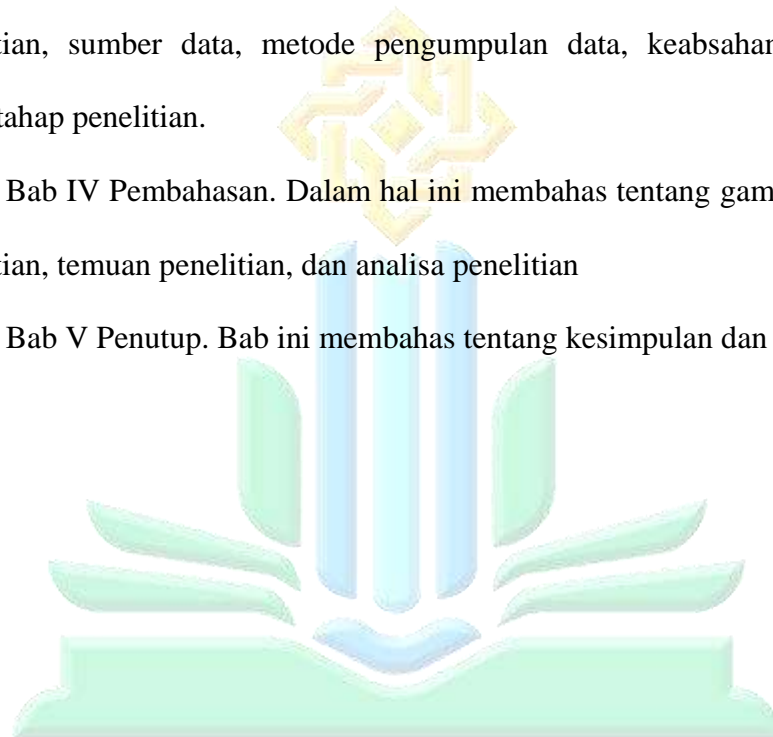 tian, sumber data, metode pengumpulan data, keabsahan
tahap penelitian.
Bab IV Pembahasan. Dalam hal ini membahas tentang gam
tian, temuan penelitian, dan analisa penelitian
Bab V Penutup. Bab ini membahas tentang kesimpulan dan